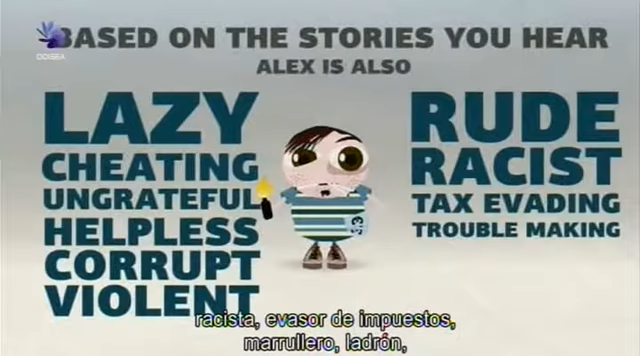 BASED ON THE STORIES YOU HEAR
ODISEA
ALEX IS ALSO
LAZY
CHEATING
UNGRATEFUL
HELPLESS
CORRUPT
VIOLENT
RUDE
RACIST
TAX EVADING
TROUBLE MAKING
racista, evasor de impuestos,
marrullero, ladrón,